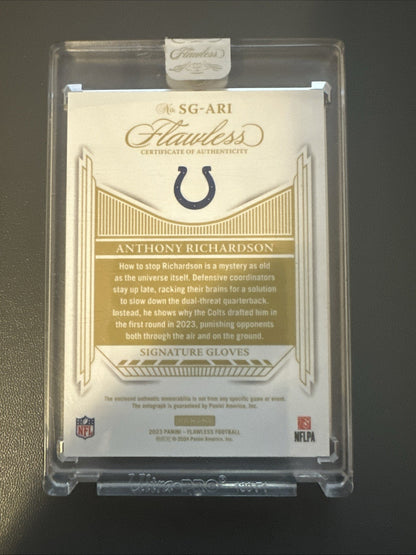 Flawless
No. SG-ARI
Flawless
CERTIFICATE OF AUTHENTICITY
ANTHONY RICHARDSON
How to stop Richardson is a mystery as old
as the universe itself. Defensive coordinators
stay up late, racking their brains for a solution
to slow down the dual-threat quarterback.
Instead, he shows why the Colts drafted him in
the first round in 2023, punishing opponents
both through the air and on the ground.
SIGNATURE GLOVES
The enclosed authentic memorabilia is not from any specific game or event.
The autograph is guaranteed by Panini America, Inc.
NFL
NFLPA
2023 PANINI – FLAWLESS FOOTBALL
© 2024 Panini America, Inc.
Ultra·PRO